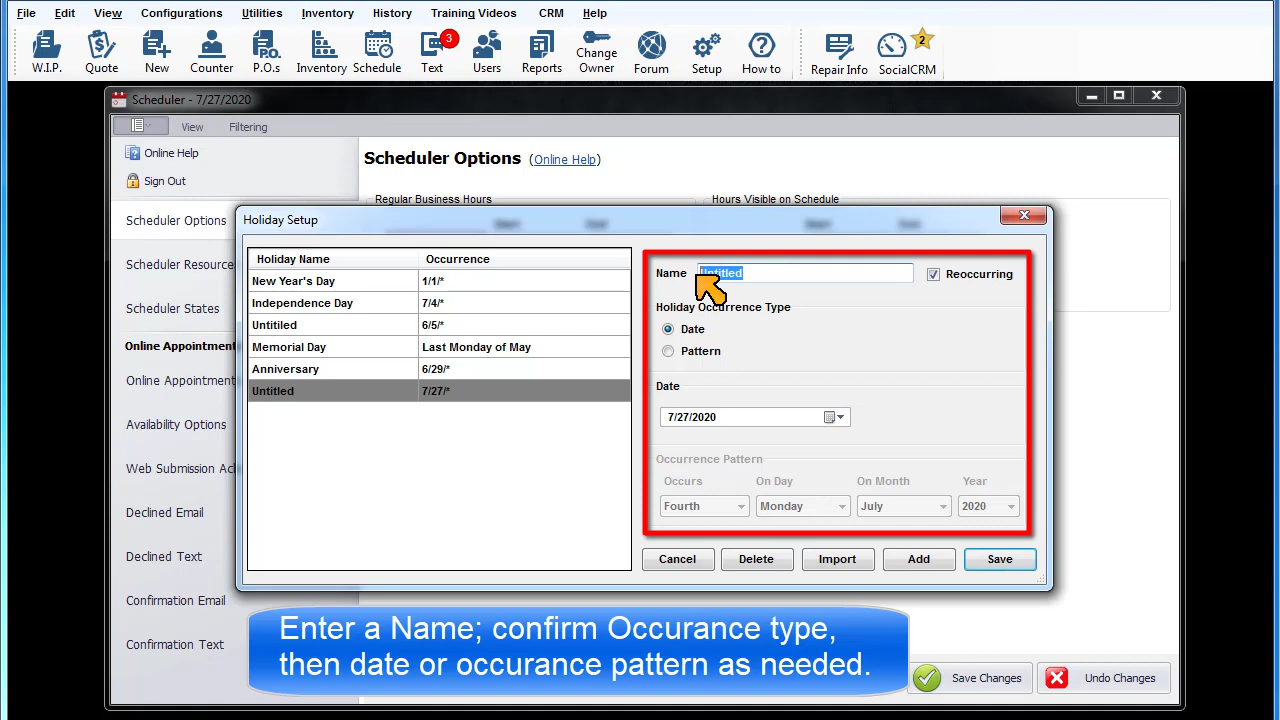 File Edit View Configurations Utilities Inventory History Training Videos CRM Help
3
2
W.I.P. Quote New Counter P.O.s Inventory Schedule Text Users Reports Change Owner Forum Setup How to Repair Info SocialCRM
Scheduler - 7/27/2020
View Filtering
Online Help
Sign Out
Scheduler Options
Scheduler Resource
Scheduler States
Online Appointment
Online Appointment
Availability Options
Web Submission Ack
Declined Email
Declined Text
Confirmation Email
Confirmation Text
Scheduler Options (Online Help)
Regular Business Hours Hours Visible on Schedule
Holiday Setup
Holiday Name Occurrence
New Year's Day 1/1/*
Independence Day 7/4/*
Untitiled 6/5/*
Memorial Day Last Monday of May
Anniversary 6/29/*
Untitled 7/27/*
Name Untitled Reoccurring
Holiday Occurrence Type
Date
Pattern
Date
7/27/2020
Occurrence Pattern
Occurs On Day On Month Year
Fourth Monday July 2020
Cancel Delete Import Add Save
Enter a Name; confirm Occurance type,
then date or occurance pattern as needed.
Save Changes Undo Changes